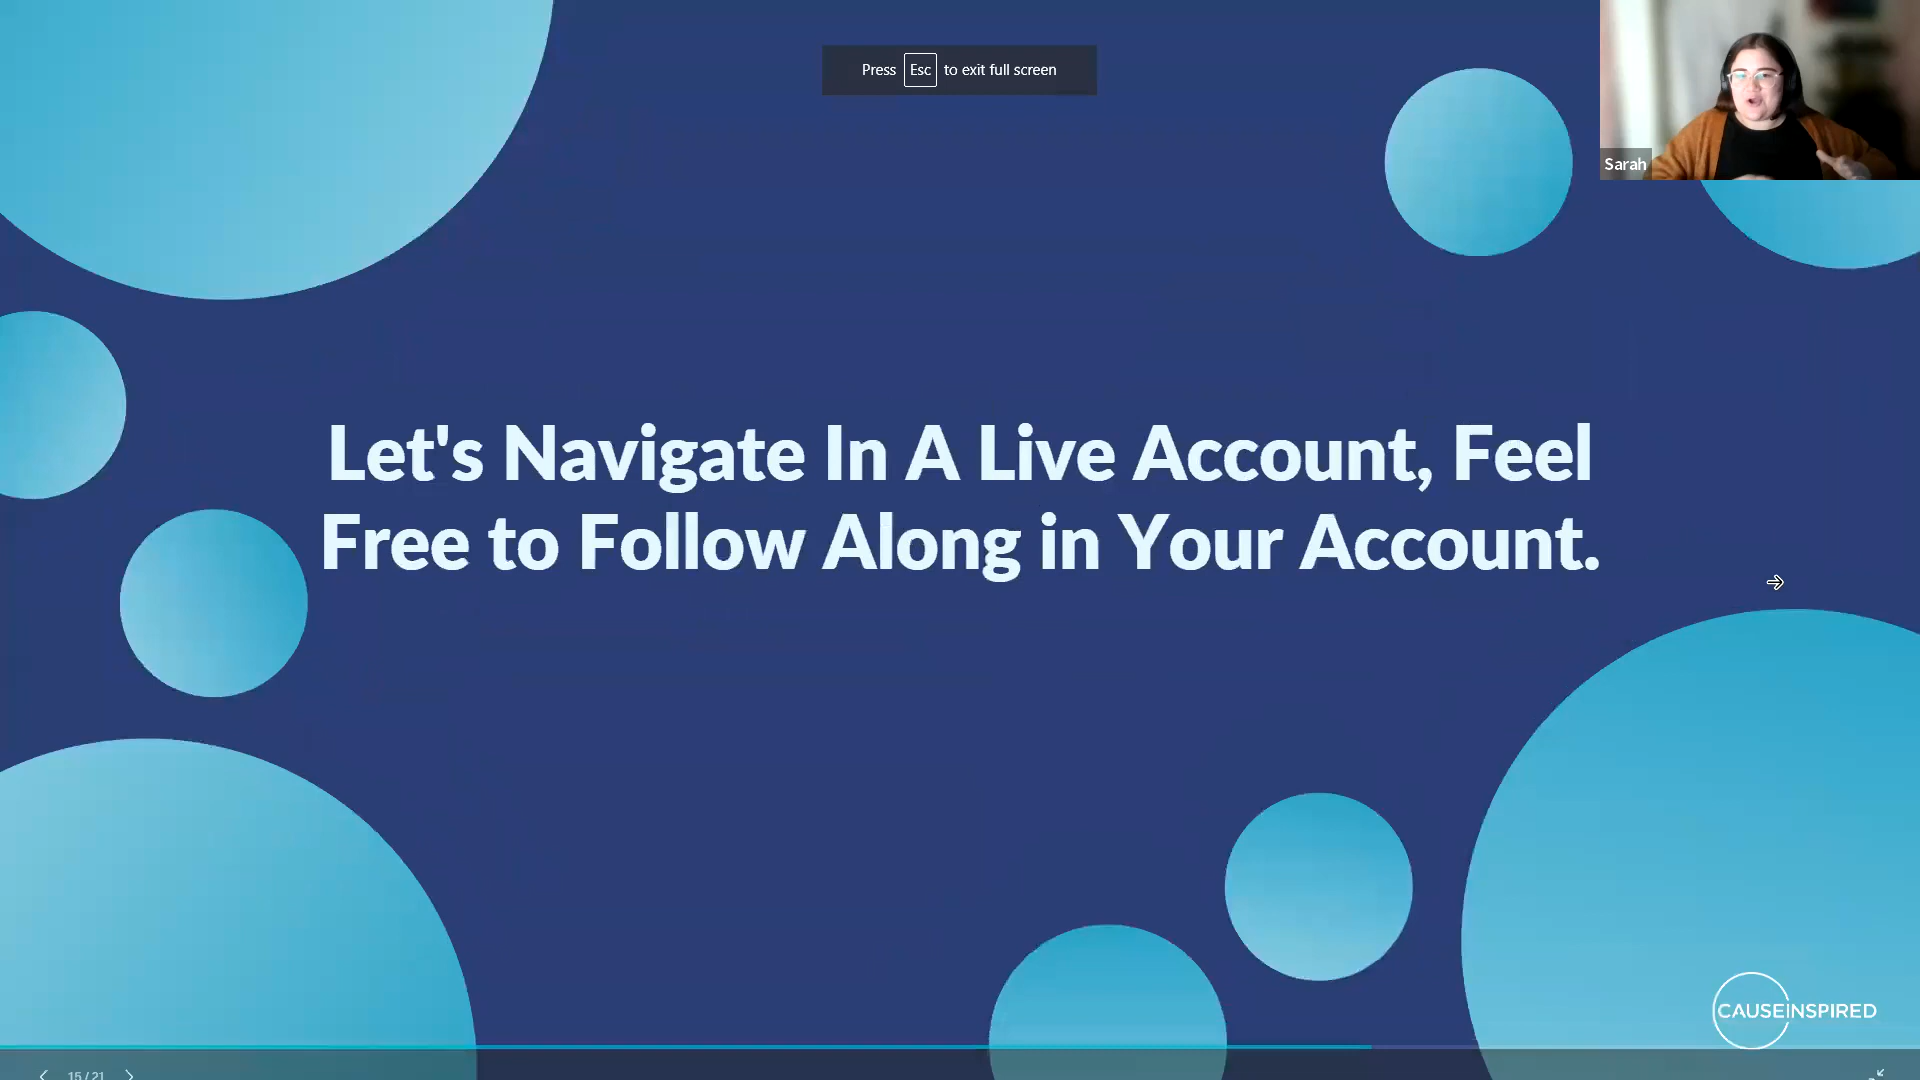 Press Esc to exit full screen
Sarah
Let's Navigate In A Live Account, Feel
Free to Follow Along in Your Account.
CAUSEINSPIRED
15 / 21